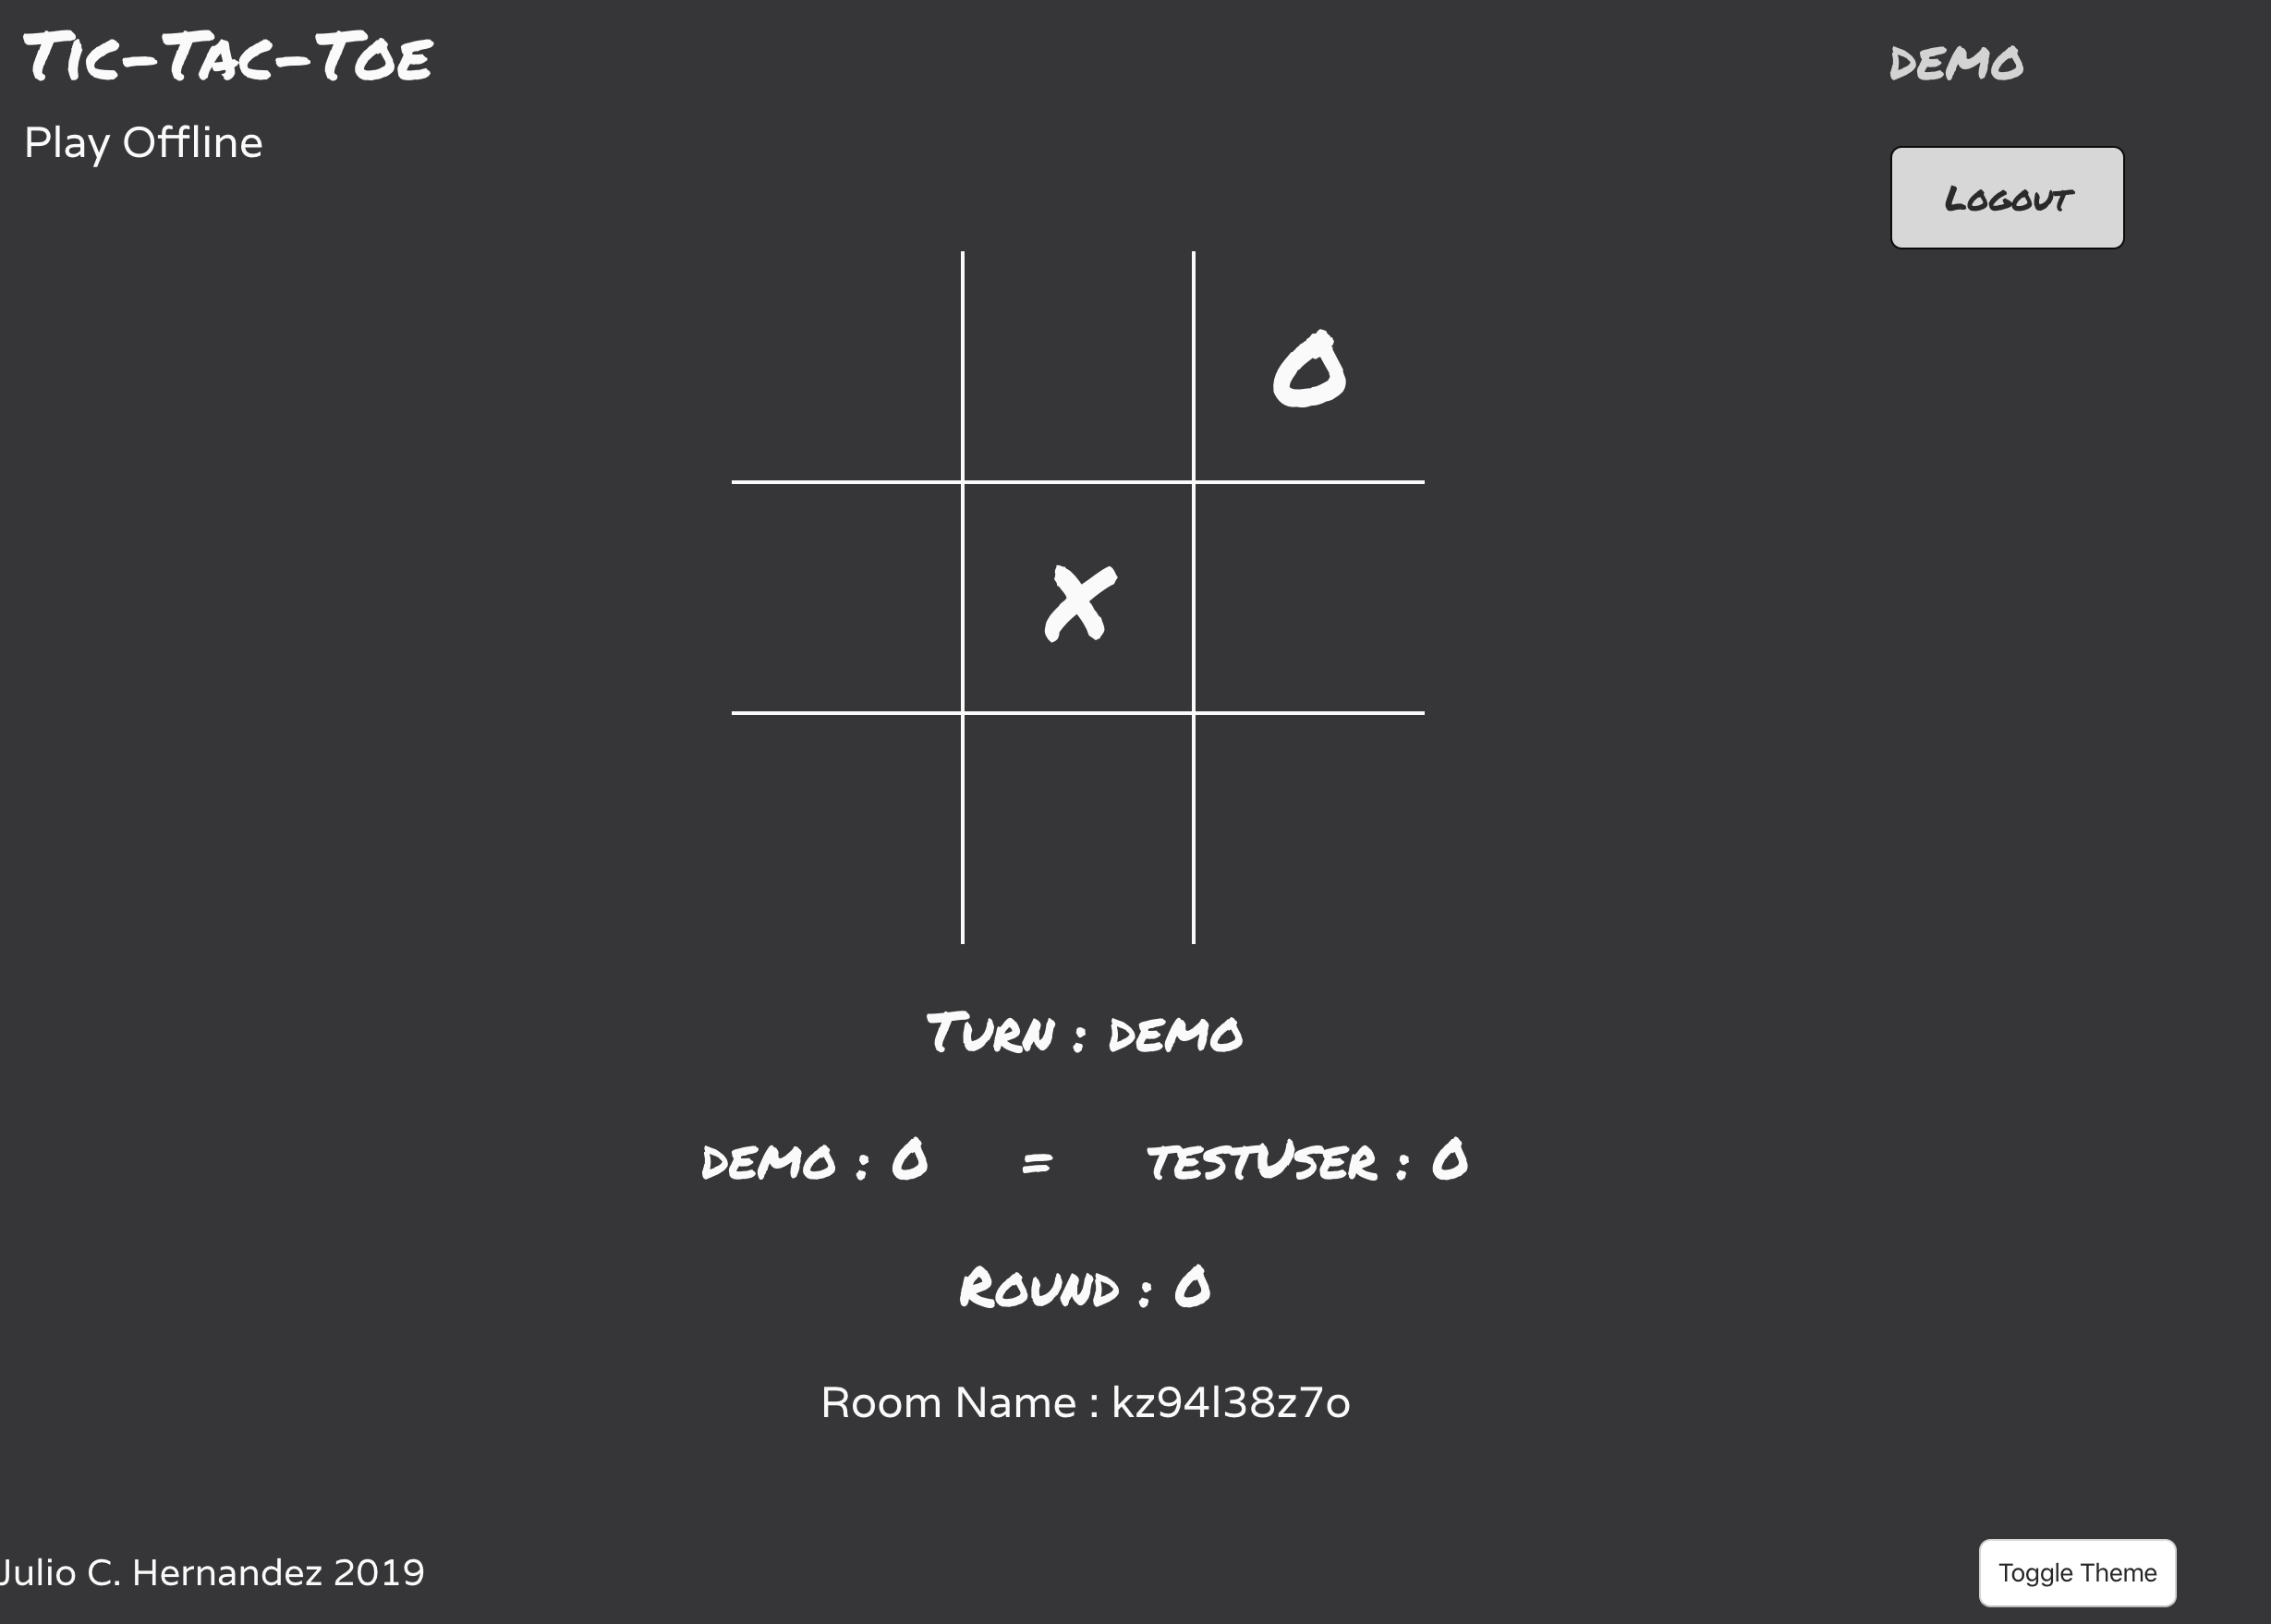 Tic-Tac-Toe
DEMO
Play Offline
Logout
O
X
Turn : DEMO
DEMO : 0 = TESTUSER : 0
Round : 0
Room Name : kz94l38z7o
Julio C. Hernandez 2019
Toggle Theme